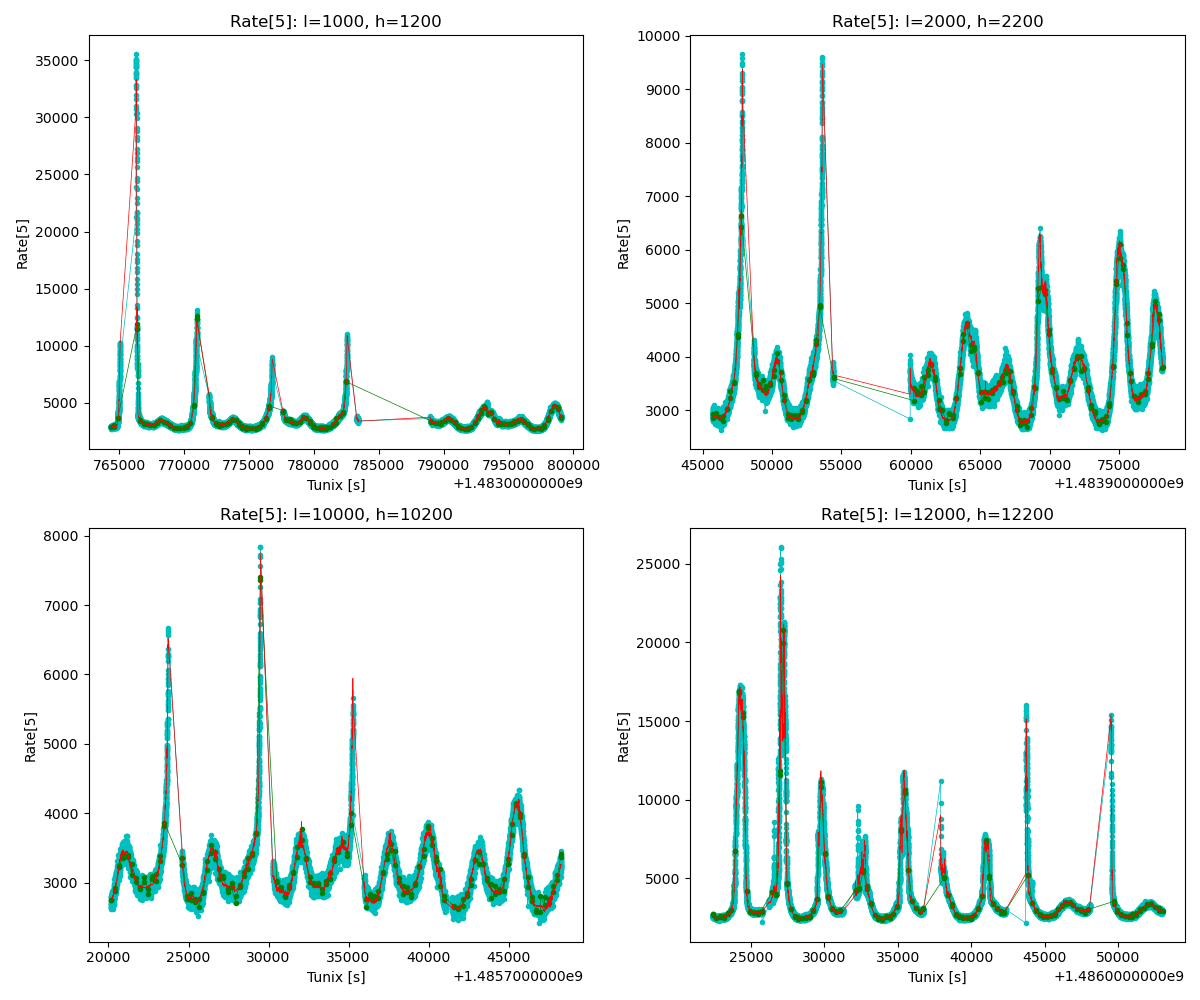 Rate[5]: l=1000, h=1200
35000
30000
25000
20000
15000
10000
5000
Rate[5]
765000 770000 775000 780000 785000 790000 795000 800000
Tunix [s]
+1.4830000000e9
Rate[5]: l=2000, h=2200
10000
9000
8000
7000
6000
5000
4000
3000
Rate[5]
45000 50000 55000 60000 65000 70000 75000
Tunix [s]
+1.4839000000e9
Rate[5]: l=10000, h=10200
8000
7000
6000
5000
4000
3000
Rate[5]
20000 25000 30000 35000 40000 45000
Tunix [s]
+1.4857000000e9
Rate[5]: l=12000, h=12200
25000
20000
15000
10000
5000
Rate[5]
25000 30000 35000 40000 45000 50000
Tunix [s]
+1.4860000000e9